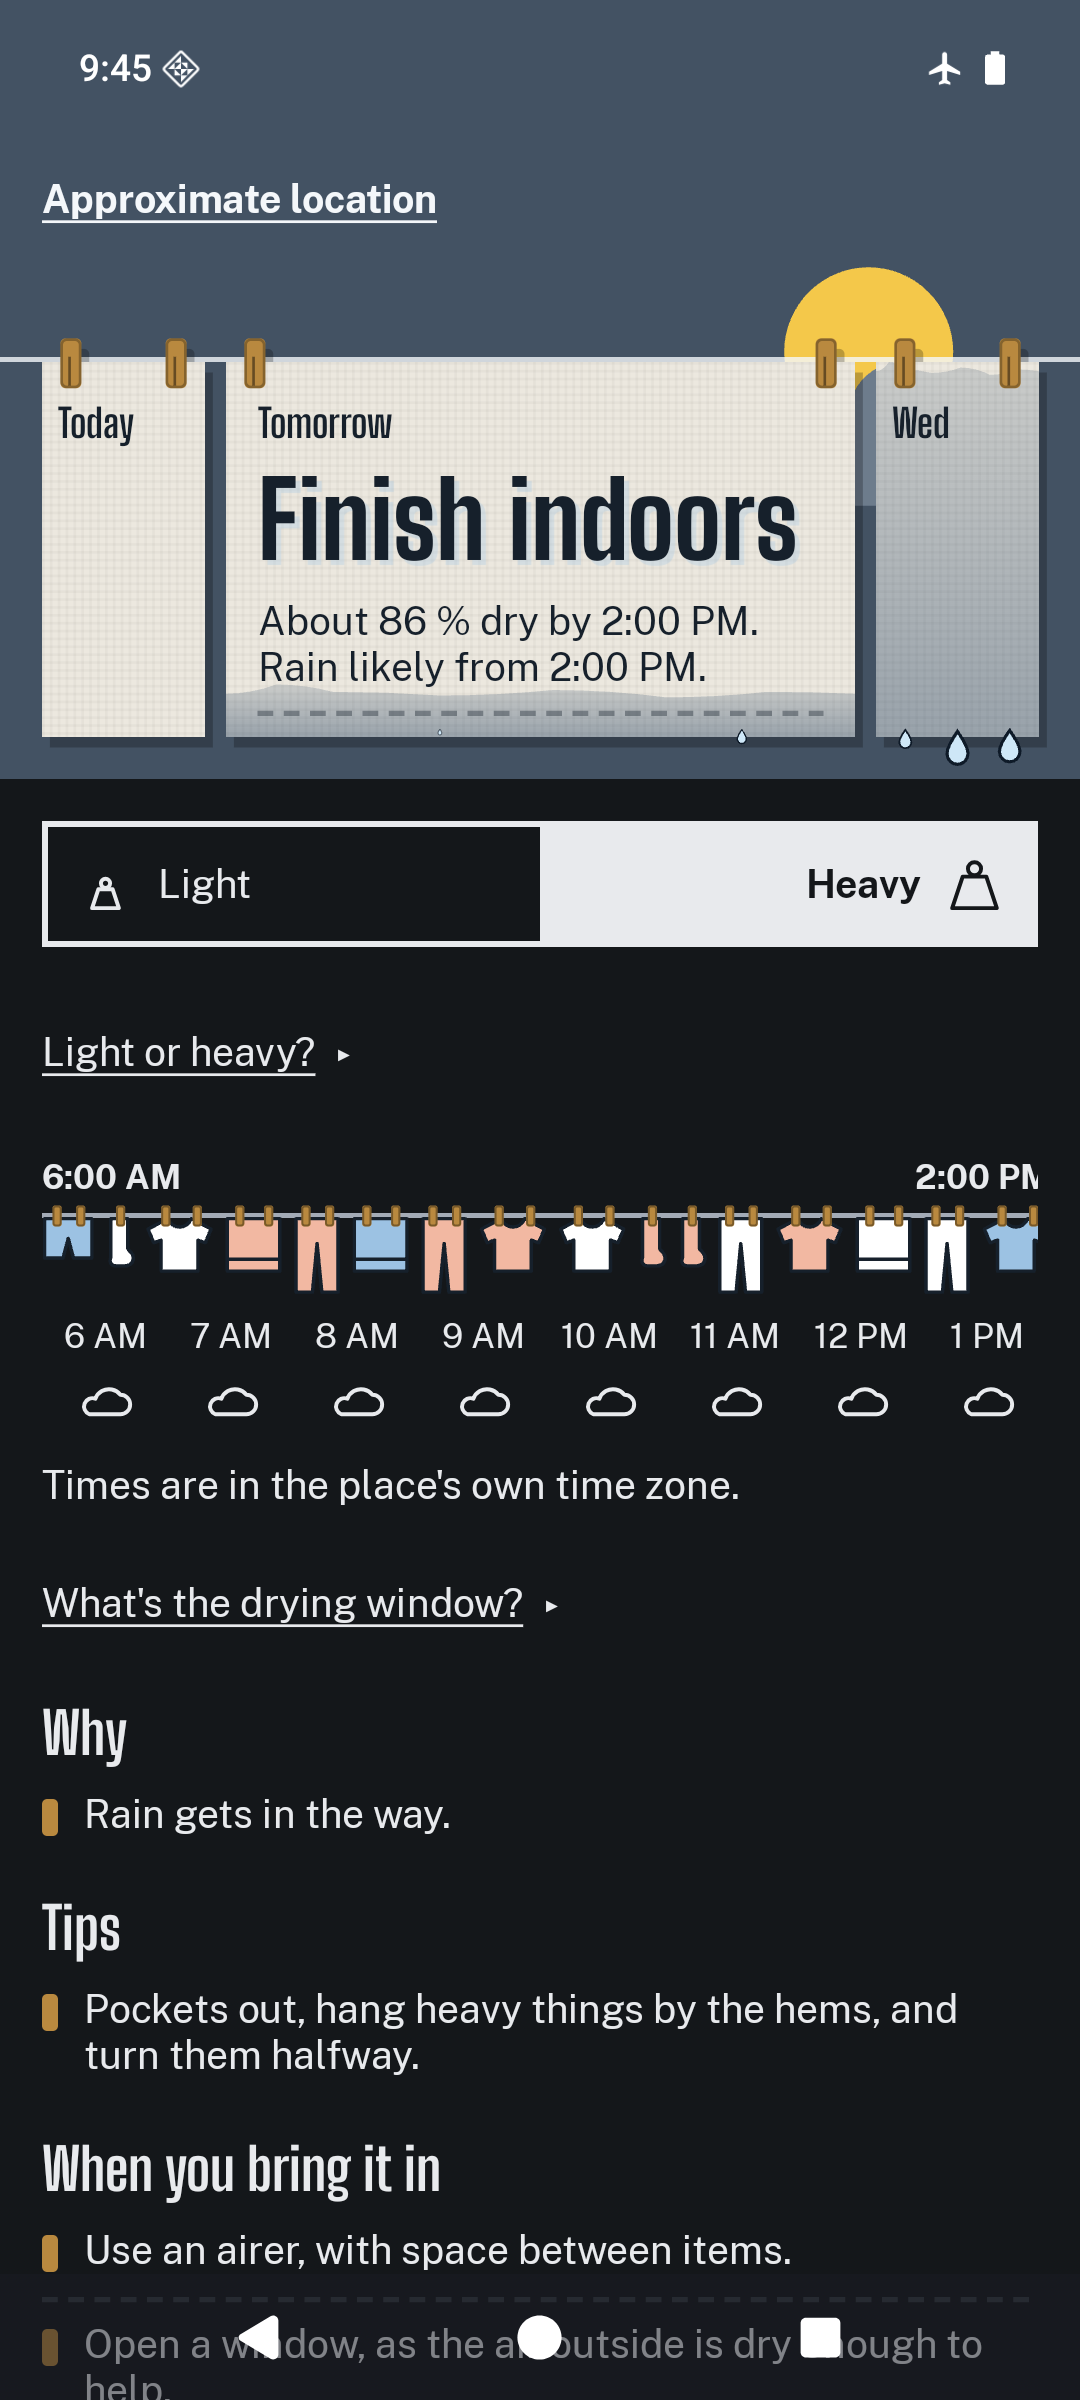 9:45
Approximate location
Today
Tomorrow
Wed
Finish indoors
About 86 % dry by 2:00 PM.
Rain likely from 2:00 PM.
Light
Heavy
Light or heavy? ▸
6:00 AM
2:00 PM
6 AM 7 AM 8 AM 9 AM 10 AM 11 AM 12 PM 1 PM
Times are in the place's own time zone.
What's the drying window? ▸
Why
Rain gets in the way.
Tips
Pockets out, hang heavy things by the hems, and
turn them halfway.
When you bring it in
Use an airer, with space between items.
Open a window, as the air outside is dry enough to
help.